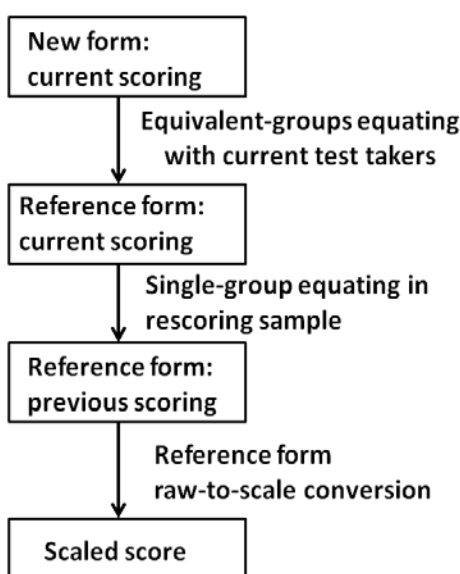 New form:
current scoring
Equivalent-groups equating
with current test takers
Reference form:
current scoring
Single-group equating in
rescoring sample
Reference form:
previous scoring
Reference form
raw-to-scale conversion
Scaled score